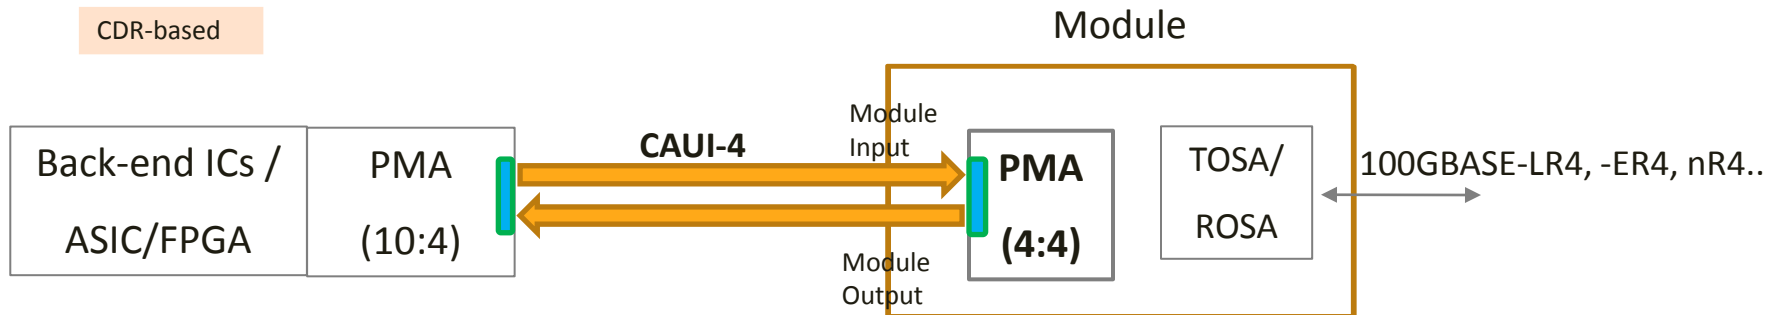 CDR-based
Module
Back-end ICs /
ASIC/FPGA
PMA
(10:4)
CAUI-4
Module
Input
Module
Output
PMA
(4:4)
TOSA/
ROSA
100GBASE-LR4, -ER4, nR4..